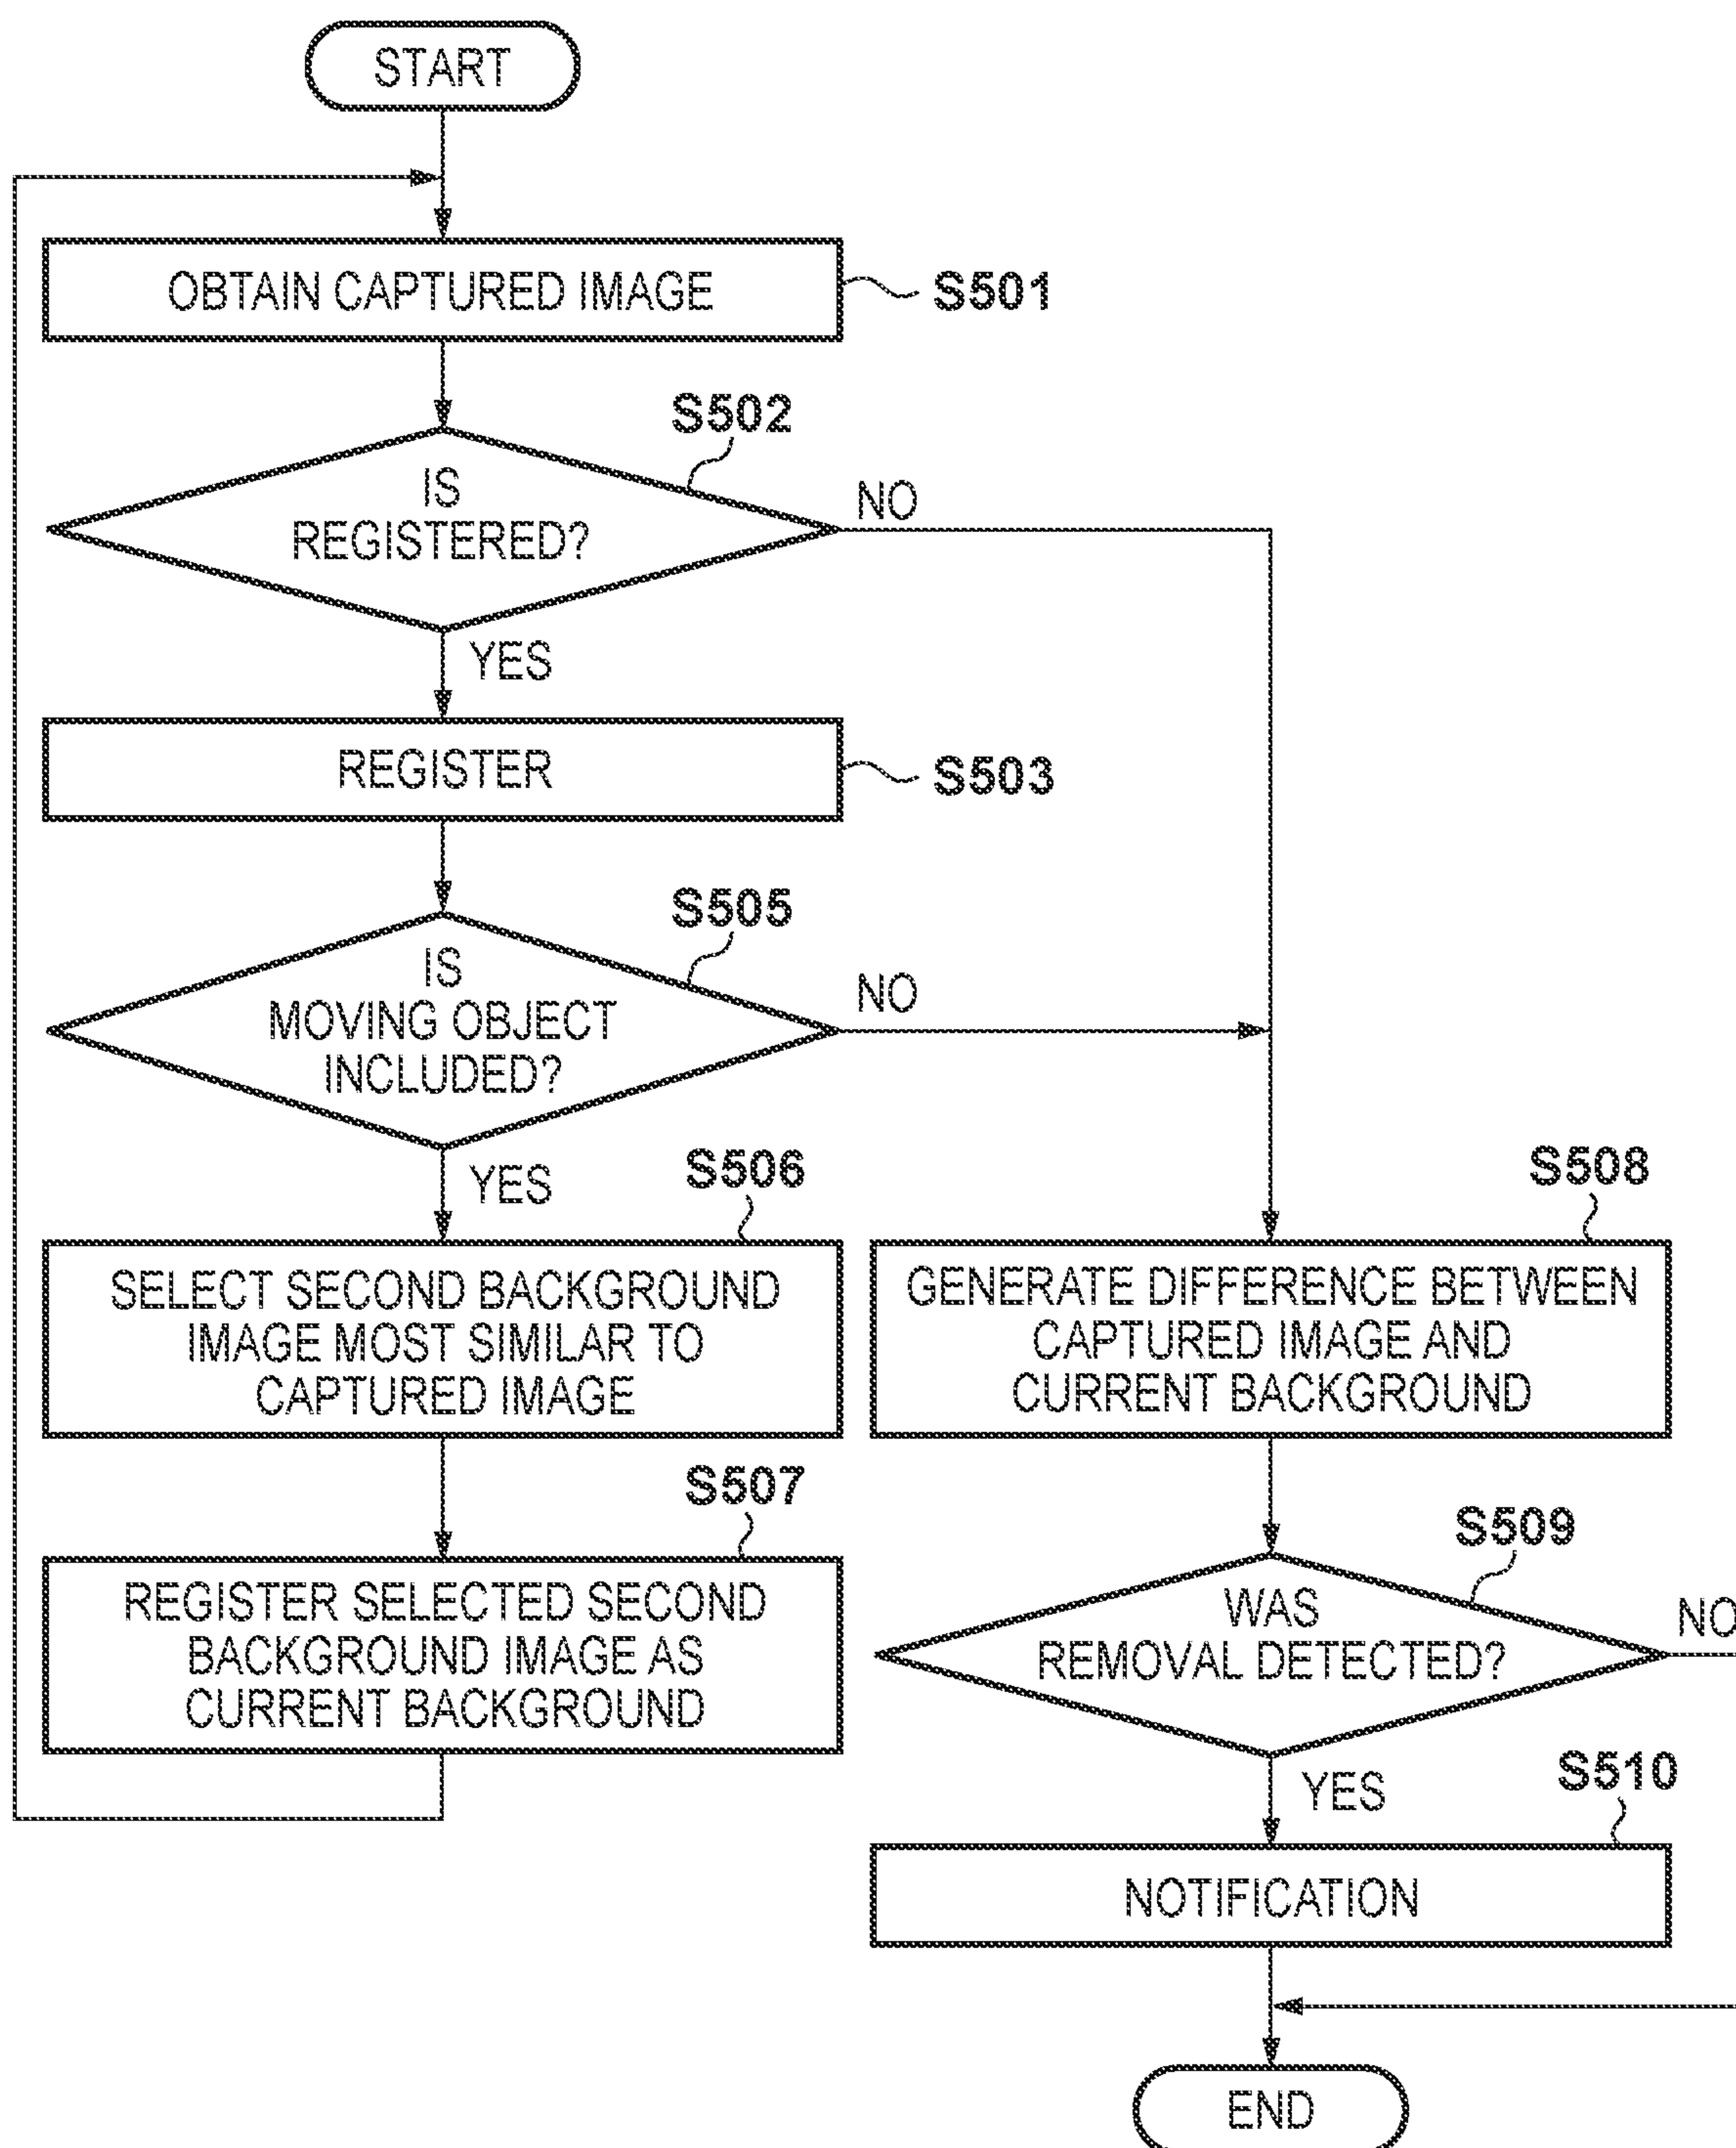 START
OBTAIN CAPTURED IMAGE
S501
S502
IS
REGISTERED?
NO
YES
REGISTER
S503
S505
IS
MOVING OBJECT
INCLUDED?
NO
YES
S506
SELECT SECOND BACKGROUND
IMAGE MOST SIMILAR TO
CAPTURED IMAGE
S507
REGISTER SELECTED SECOND
BACKGROUND IMAGE AS
CURRENT BACKGROUND
S508
GENERATE DIFFERENCE BETWEEN
CAPTURED IMAGE AND
CURRENT BACKGROUND
S509
WAS
REMOVAL DETECTED?
NO
YES
S510
NOTIFICATION
END